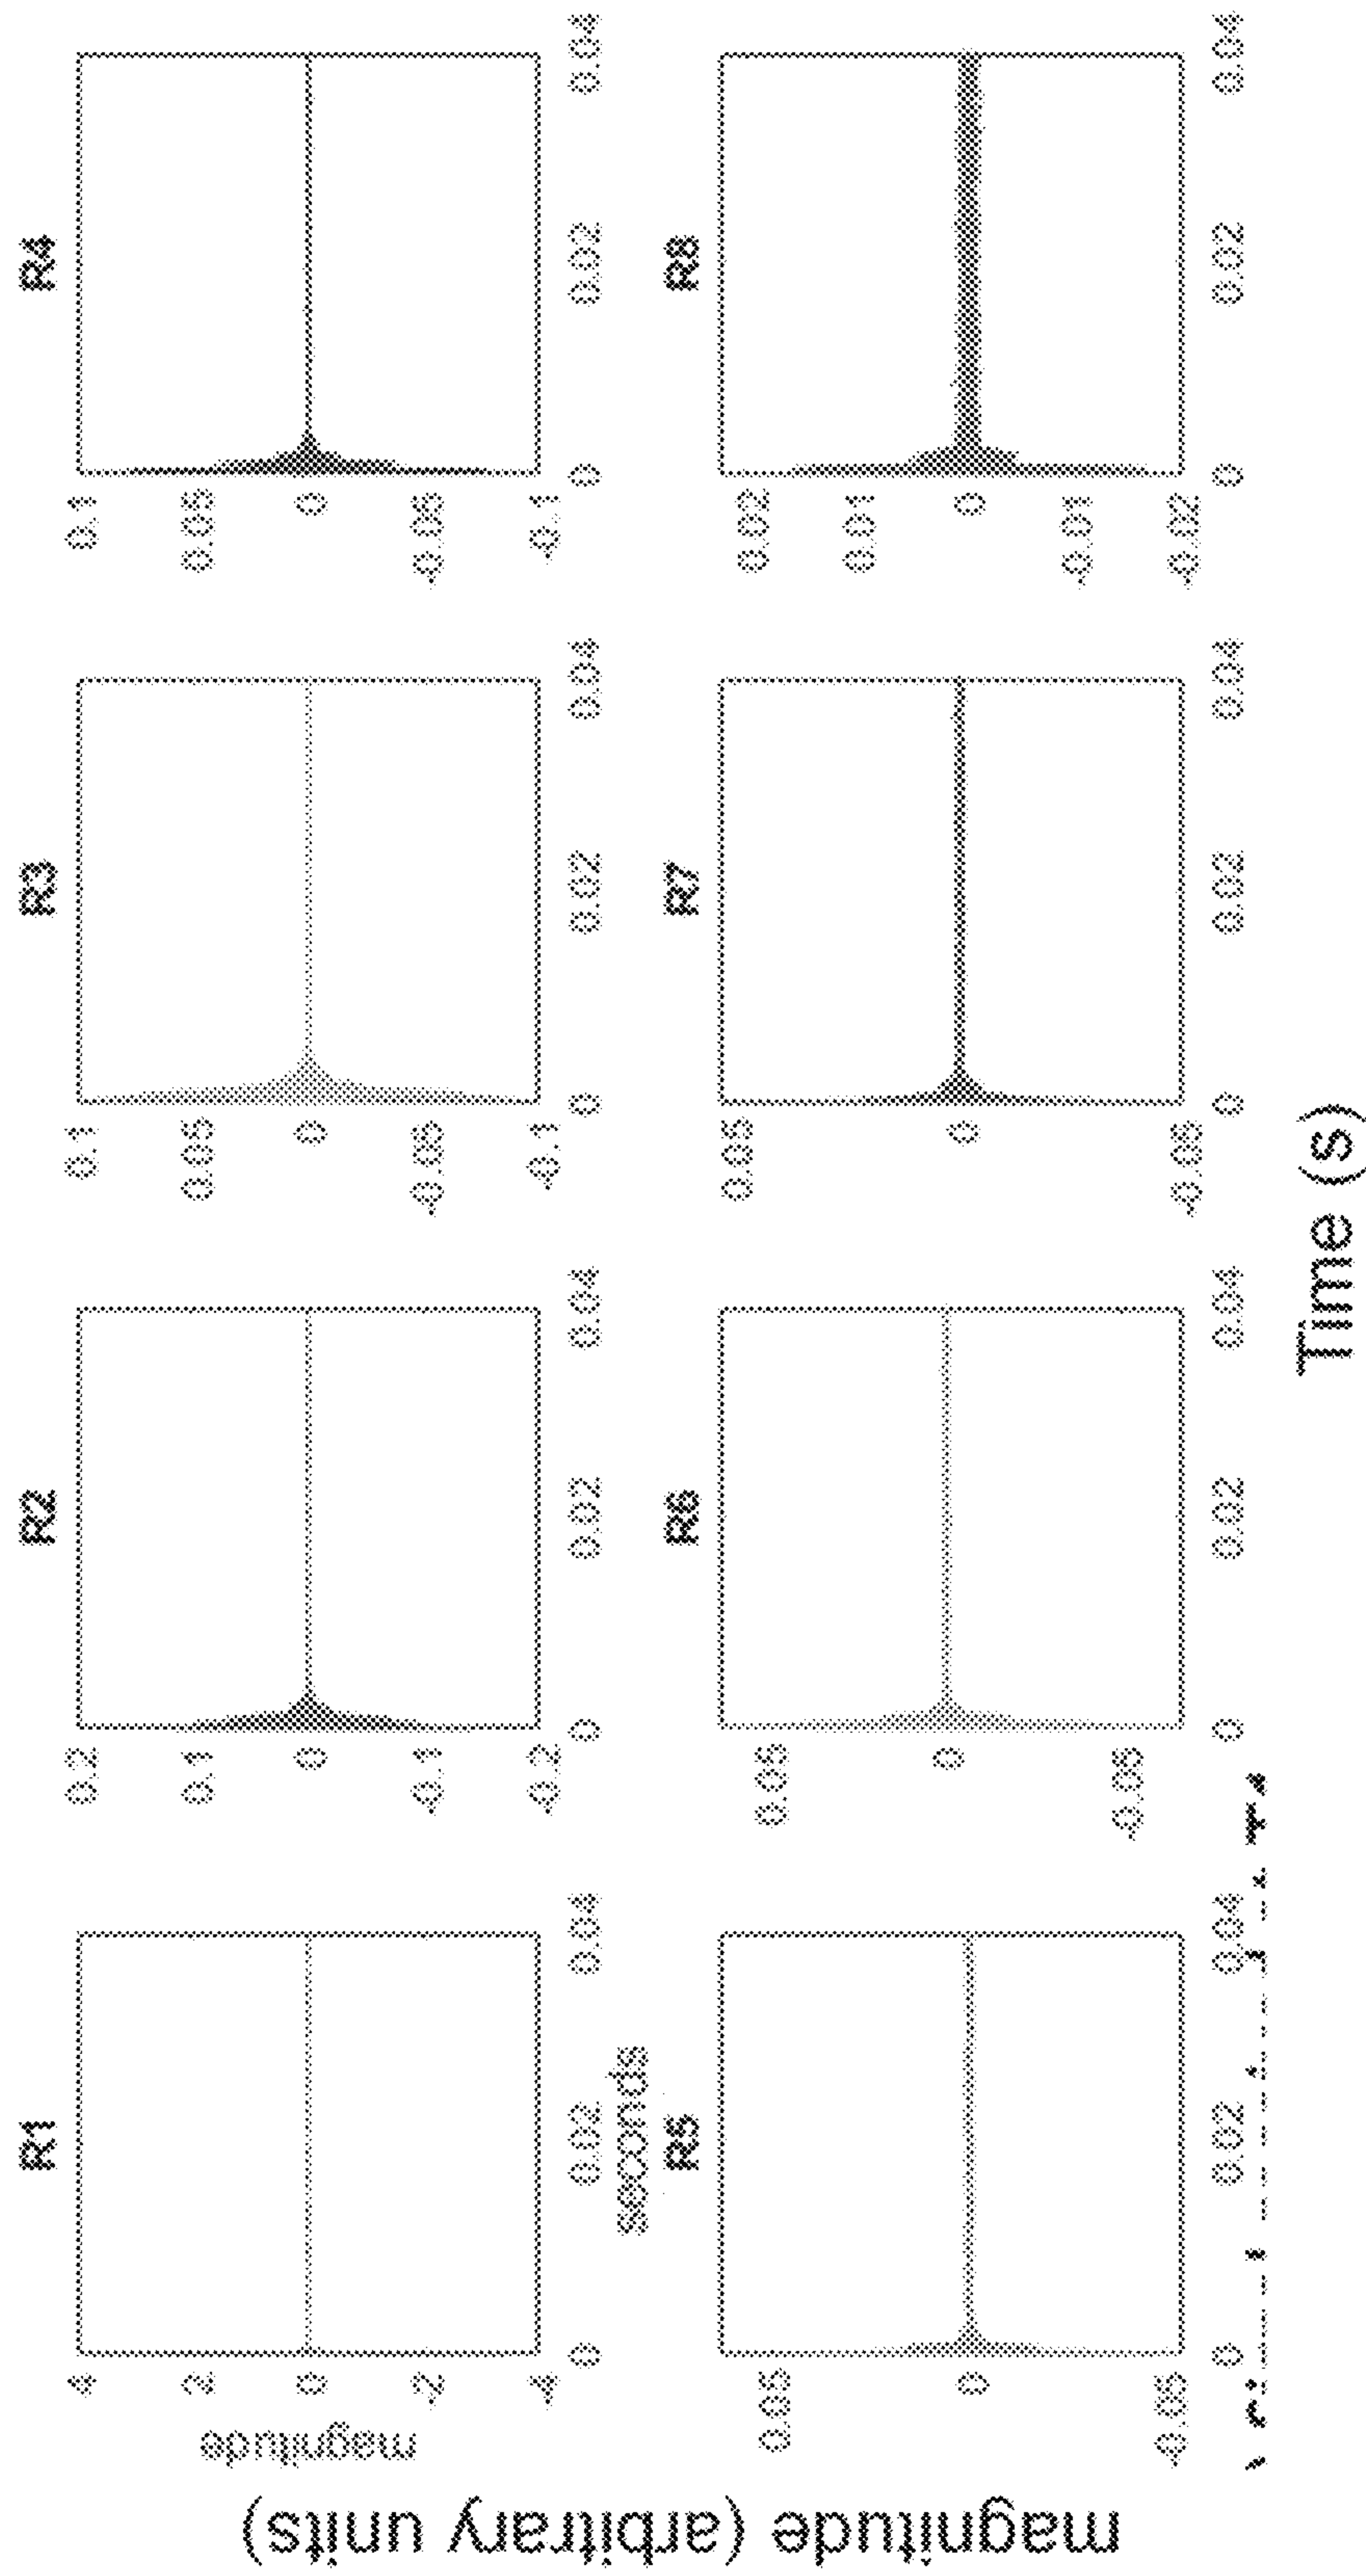 R1 R2 R3 R4
4 0.2 0.1 0.1
2 0.1 0.05 0.05
0 0 0 0
-2 -0.1 -0.05 -0.05
-4 -0.2 -0.1 -0.1
0 0.02 0.04 0 0.02 0.04 0 0.02 0.04 0 0.02 0.04
magnitude
seconds
R5 R6 R7 R8
0.05 0.05 0.05 0.02
0.01
0 0 0 0
-0.01
-0.05 -0.05 -0.05 -0.02
0 0.02 0.04 0 0.02 0.04 0 0.02 0.04 0 0.02 0.04
magnitude (arbitrary units)
Time (s)